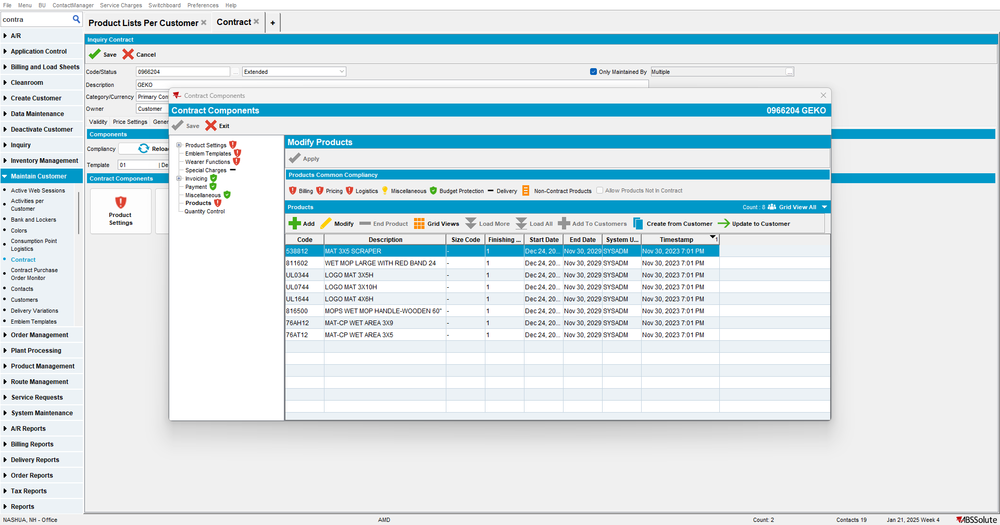 File Menu BU ContactManager Service Charges Switchboard Preferences Help
contra
Product Lists Per Customer
Contract
+
A/R
Application Control
Billing and Load Sheets
Cleanroom
Create Customer
Data Maintenance
Deactivate Customer
Inquiry
Inventory Management
Maintain Customer
Active Web Sessions
Activities per
Customer
Bank and Lockers
Colors
Consumption Point
Logistics
Contract
Contract Purchase
Order Monitor
Contacts
Customers
Delivery Variations
Emblem Templates
Order Management
Plant Processing
Product Management
Route Management
Service Requests
System Maintenance
A/R Reports
Billing Reports
Delivery Reports
Order Reports
Tax Reports
Reports
Inquiry Contract
Save Cancel
Code/Status 0966204 ... Extended Only Maintained By Multiple ...
Description GEKO
Category/Currency Primary Con
Owner Customer
Validity Price Settings Gener
Components
Compliancy Reloa
Template 01 | De
Contract Components
Product
Settings
Contract Components
Contract Components 0966204 GEKO
Save Exit
Product Settings
Emblem Templates
Wearer Functions
Special Charges
Invoicing
Payment
Miscellaneous
Products
Quantity Control
Modify Products
Apply
Products Common Compliancy
Billing Pricing Logistics Miscellaneous Budget Protection Delivery Non-Contract Products Allow Products Not In Contract
Products Count : 8 Grid View All
Add Modify End Product Grid Views Load More Load All Add To Customers Create from Customer Update to Customer
Code Description Size Code Finishing ... Start Date End Date System U... Timestamp 1
538812 MAT 3X5 SCRAPER - 1 Dec 24, 20... Nov 30, 2029 SYSADM Nov 30, 2023 7:01 PM
811602 WET MOP LARGE WITH RED BAND 24 - 1 Dec 24, 20... Nov 30, 2029 SYSADM Nov 30, 2023 7:01 PM
UL0344 LOGO MAT 3X5H - 1 Dec 24, 20... Nov 30, 2029 SYSADM Nov 30, 2023 7:01 PM
UL0744 LOGO MAT 3X10H - 1 Dec 24, 20... Nov 30, 2029 SYSADM Nov 30, 2023 7:01 PM
UL1644 LOGO MAT 4X6H - 1 Dec 24, 20... Nov 30, 2029 SYSADM Nov 30, 2023 7:01 PM
816500 MOPS WET MOP HANDLE-WOODEN 60" - 1 Dec 24, 20... Nov 30, 2029 SYSADM Nov 30, 2023 7:01 PM
76AH12 MAT-CP WET AREA 3X9 - 1 Dec 24, 20... Nov 30, 2029 SYSADM Nov 30, 2023 7:01 PM
76AT12 MAT-CP WET AREA 3X5 - 1 Dec 24, 20... Nov 30, 2029 SYSADM Nov 30, 2023 7:01 PM
NASHUA, NH - Office AMD Count: 2 Contacts 19 Jan 21, 2025 Week 4 ABSSolute